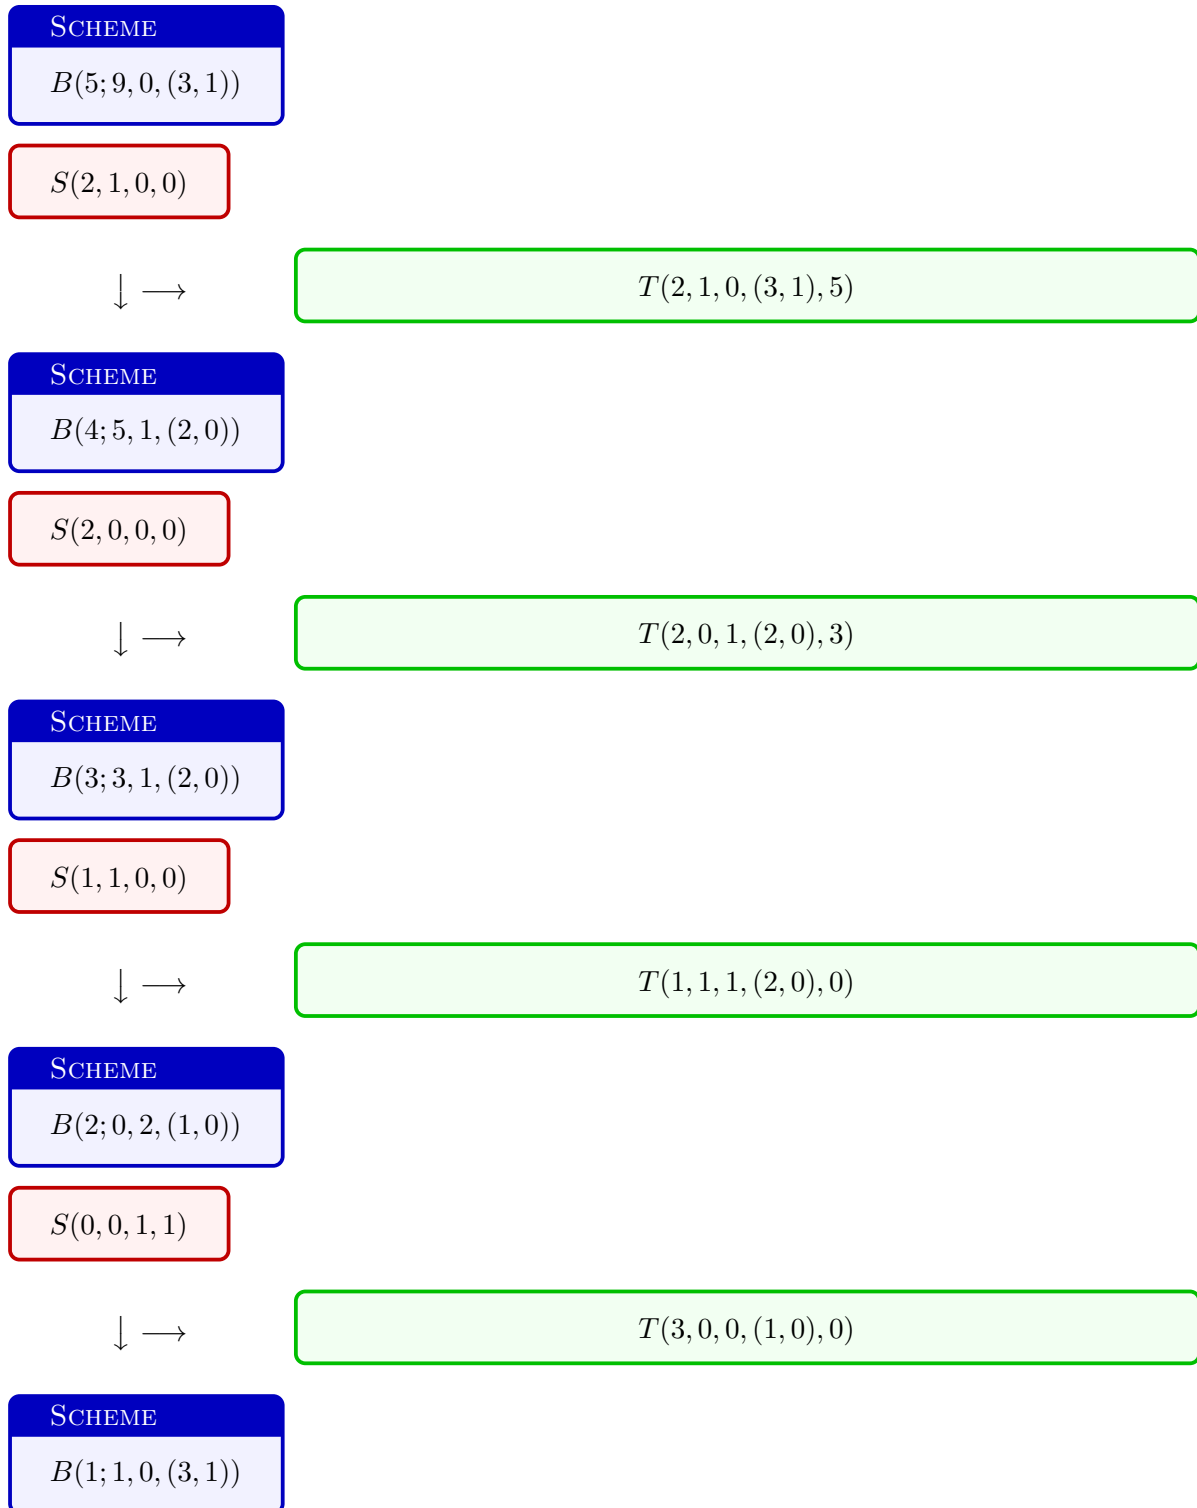 SCHEME
B(5; 9, 0, (3, 1))
S(2, 1, 0, 0)
↓ → T(2, 1, 0, (3, 1), 5)
SCHEME
B(4; 5, 1, (2, 0))
S(2, 0, 0, 0)
↓ → T(2, 0, 1, (2, 0), 3)
SCHEME
B(3; 3, 1, (2, 0))
S(1, 1, 0, 0)
↓ → T(1, 1, 1, (2, 0), 0)
SCHEME
B(2; 0, 2, (1, 0))
S(0, 0, 1, 1)
↓ → T(3, 0, 0, (1, 0), 0)
SCHEME
B(1; 1, 0, (3, 1))